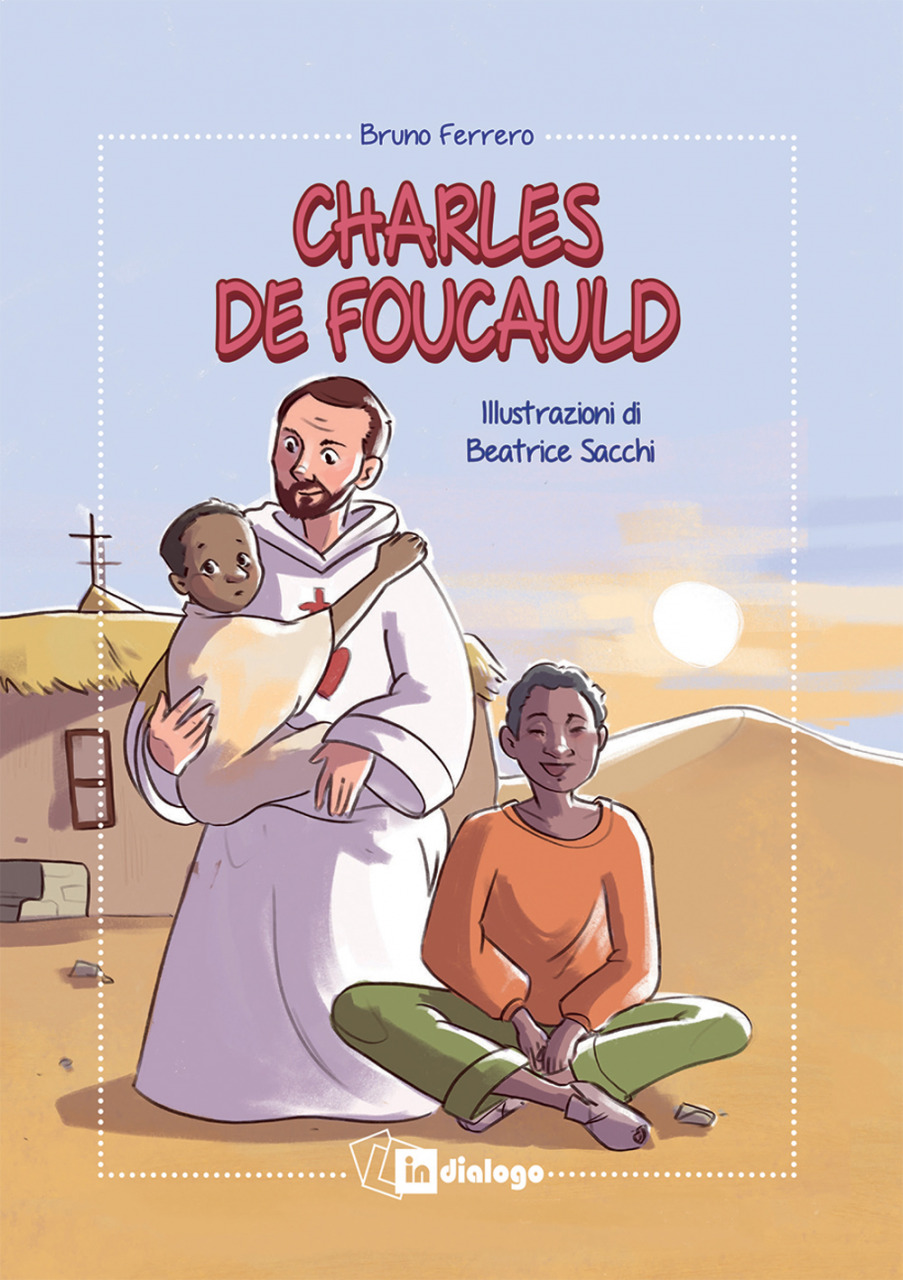 Bruno Ferrero
CHARLES
DE FOUCAULD
Illustrazioni di
Beatrice Sacchi
in dialogo